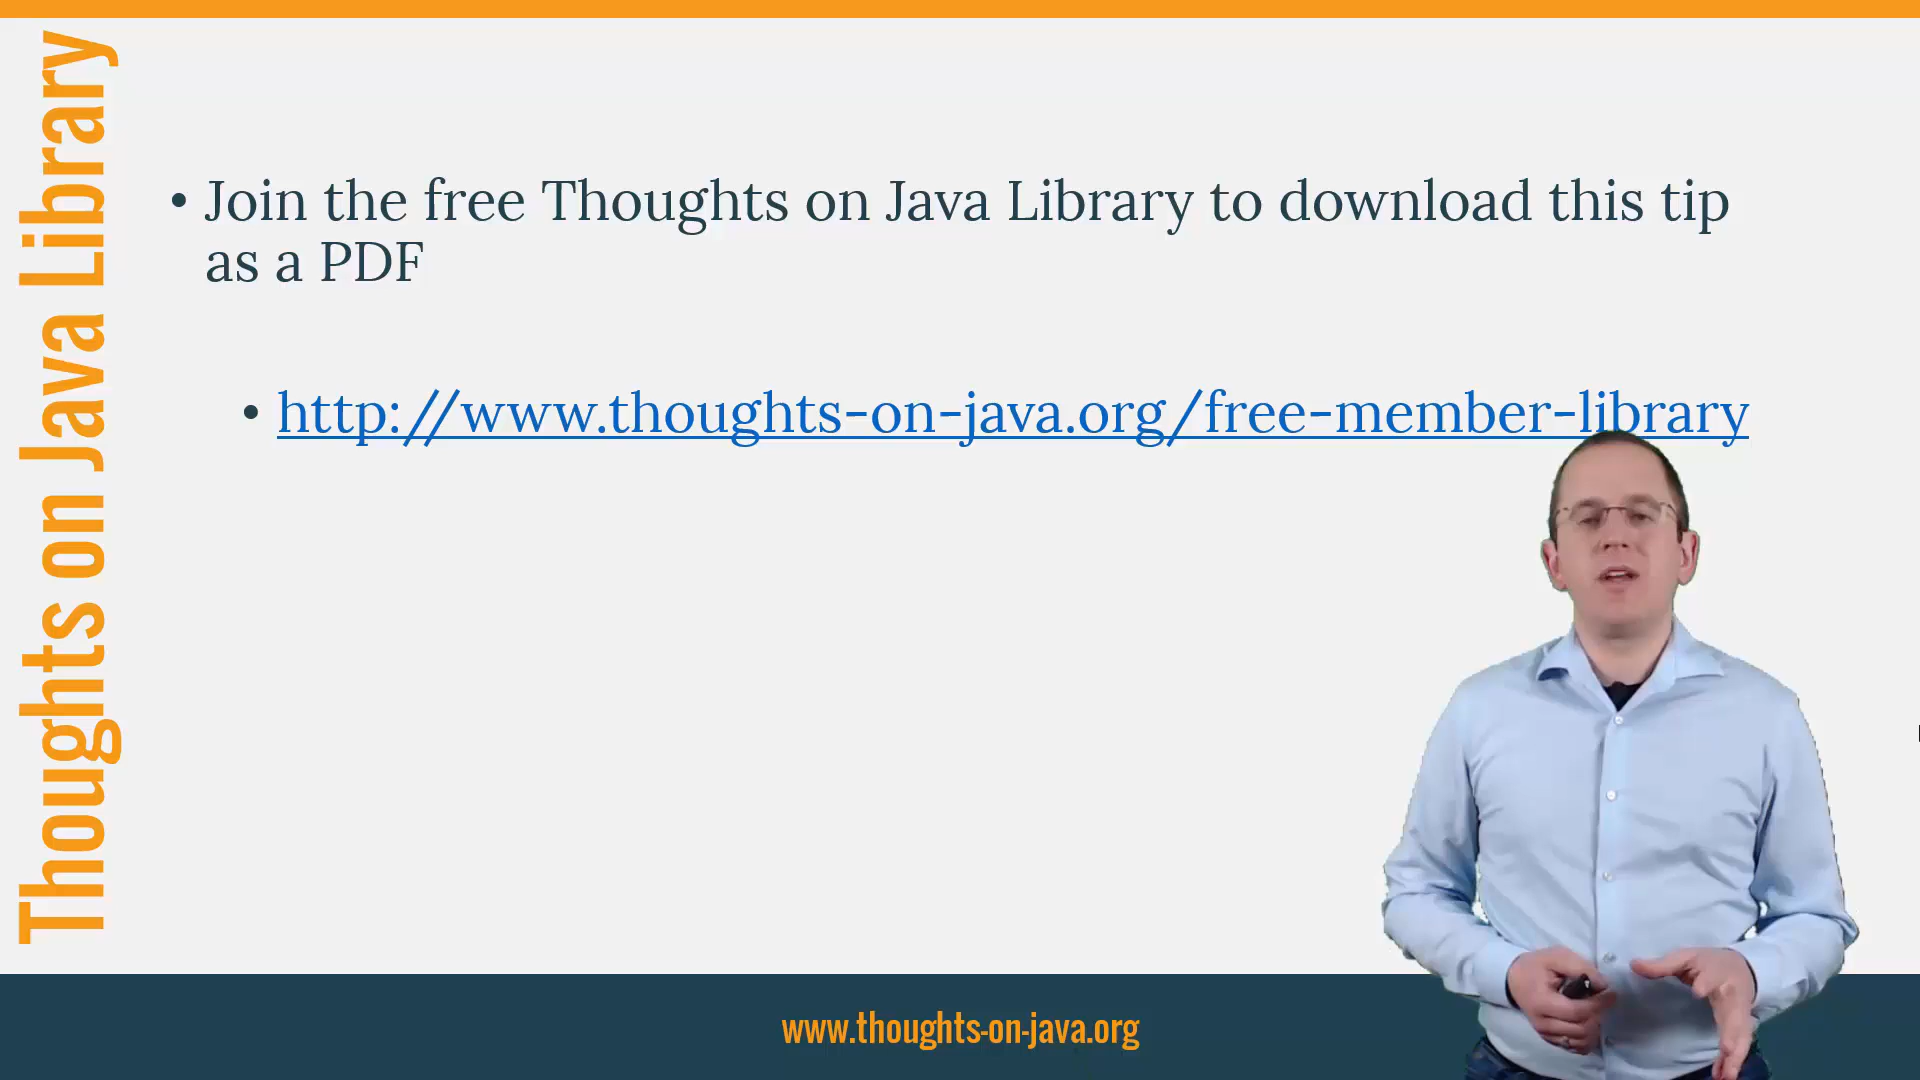 Thoughts on Java Library
• Join the free Thoughts on Java Library to download this tip
as a PDF
• http://www.thoughts-on-java.org/free-member-library
www.thoughts-on-java.org